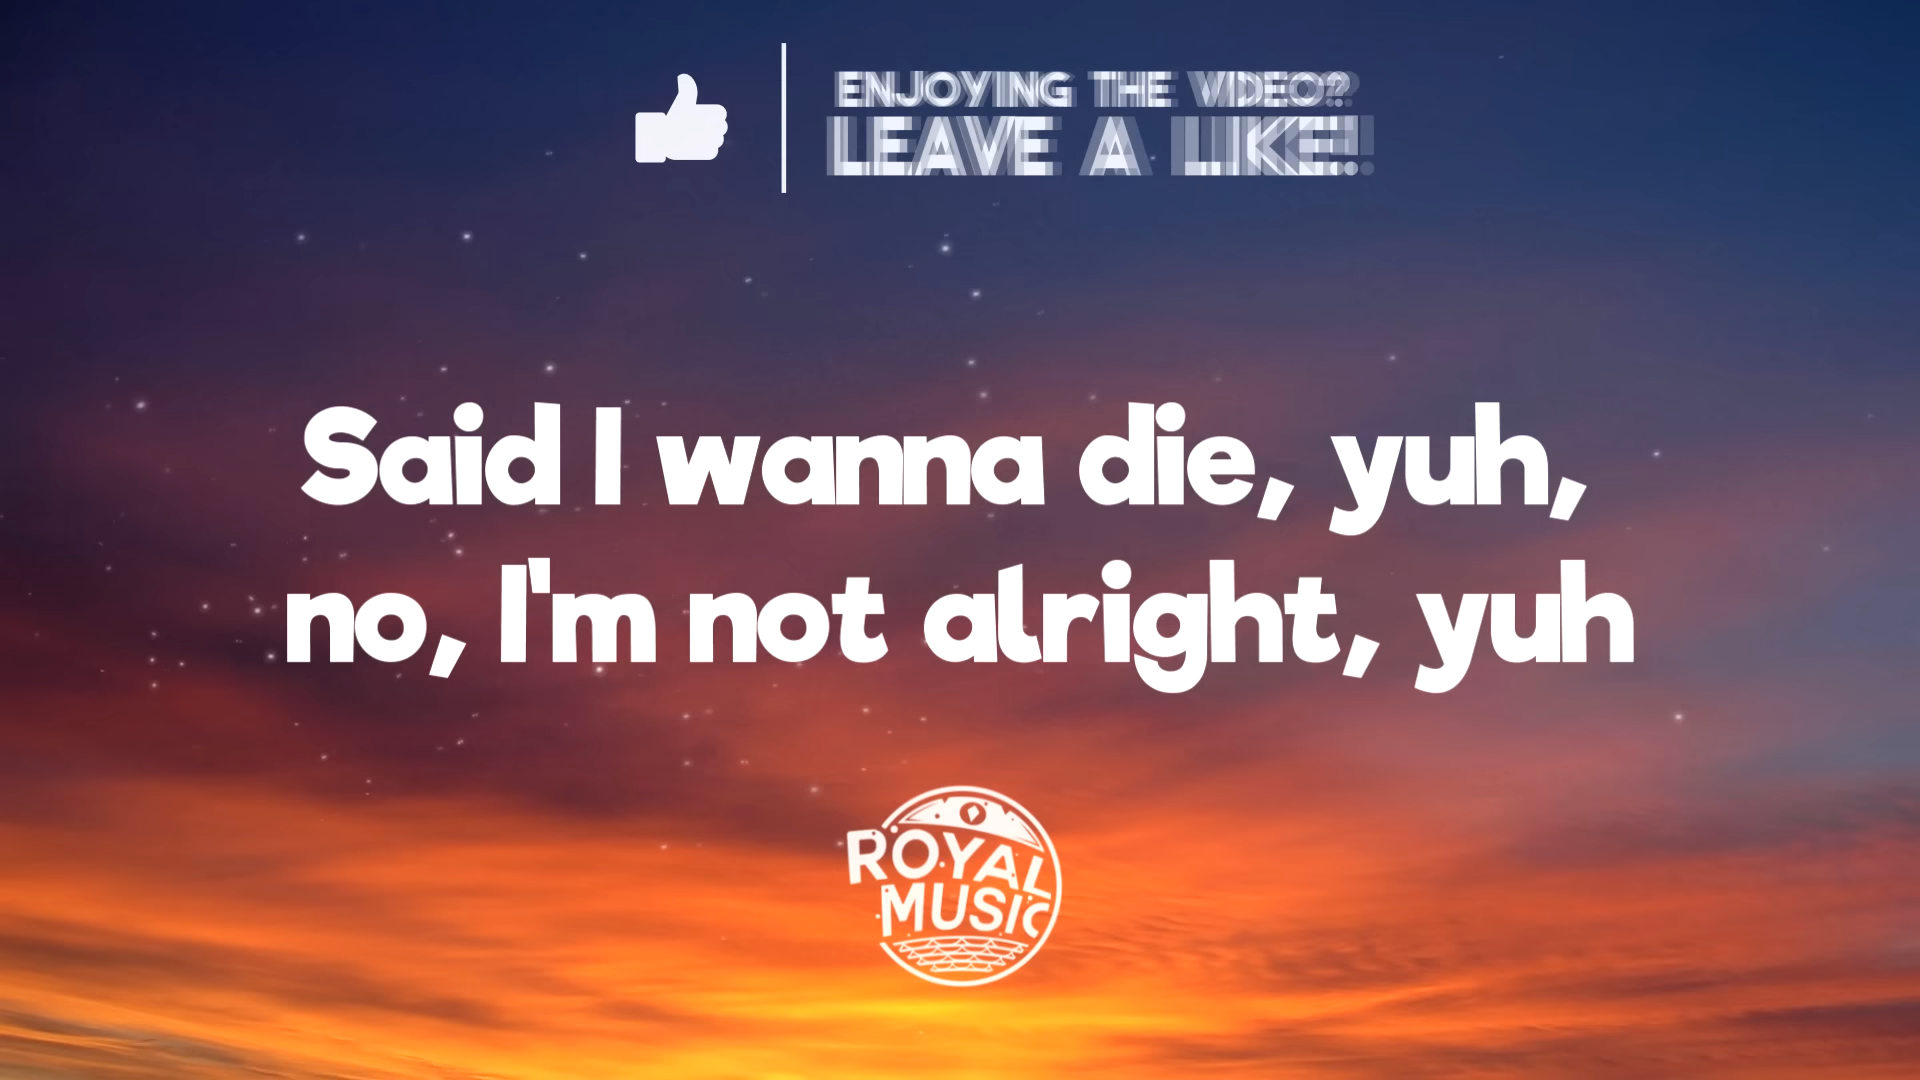 ENJOYING THE VIDEO?
LEAVE A LIKE!
Said I wanna die, yuh,
no, I'm not alright, yuh
ROYAL
MUSIC